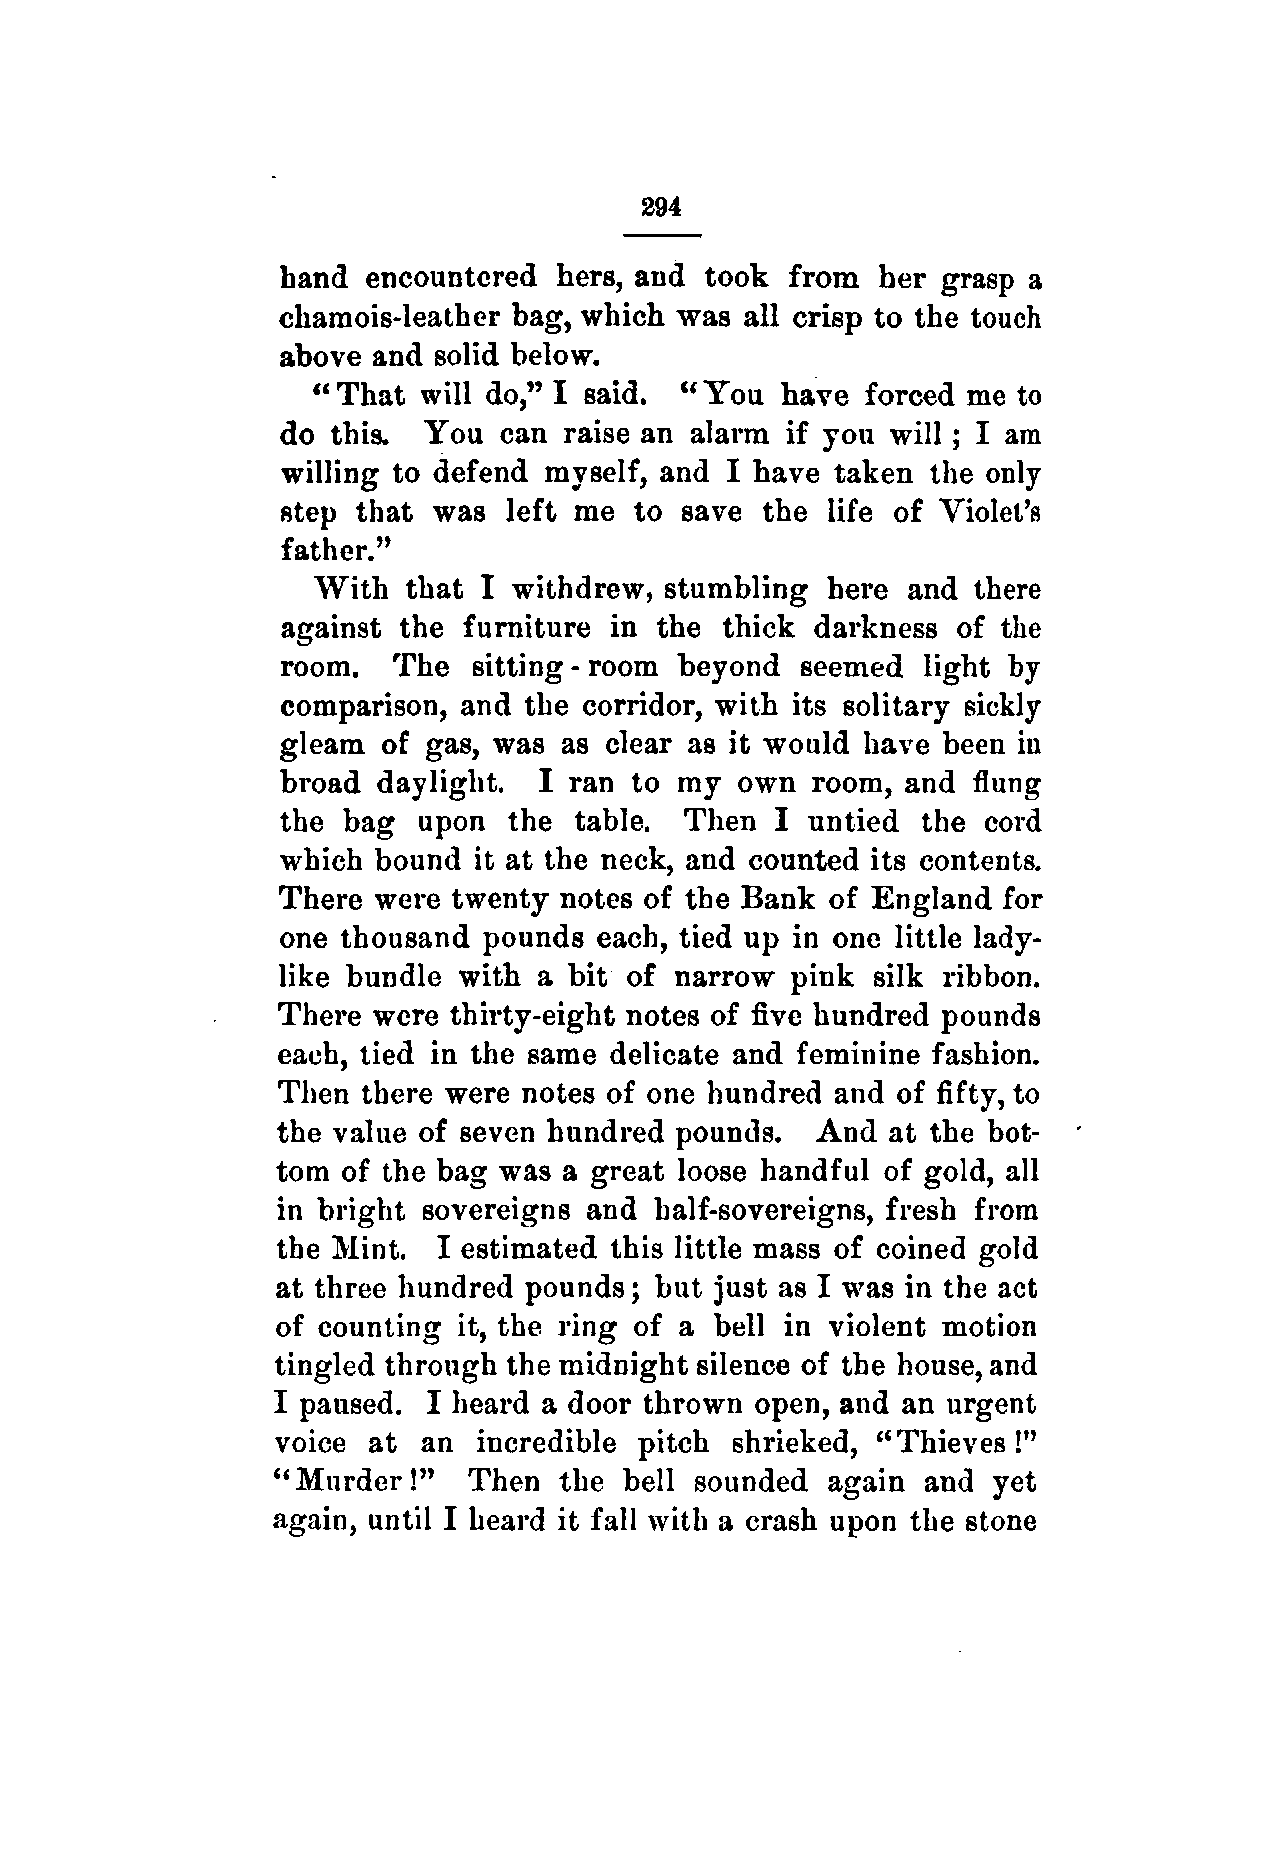 294
hand encountered hers, and took from her grasp a
chamois-leather bag, which was all crisp to the touch
above and solid below.
“That will do,” I said. “You have forced me to
do this. You can raise an alarm if you will ; I am
willing to defend myself, and I have taken the only
step that was left me to save the life of Violet’s
father.”
With that I withdrew, stumbling here and there
against the furniture in the thick darkness of the
room. The sitting-room beyond seemed light by
comparison, and the corridor, with its solitary sickly
gleam of gas, was as clear as it would have been in
broad daylight. I ran to my own room, and flung
the bag upon the table. Then I untied the cord
which bound it at the neck, and counted its contents.
There were twenty notes of the Bank of England for
one thousand pounds each, tied up in one little lady-
like bundle with a bit of narrow pink silk ribbon.
There were thirty-eight notes of five hundred pounds
each, tied in the same delicate and feminine fashion.
Then there were notes of one hundred and of fifty, to
the value of seven hundred pounds. And at the bot-
tom of the bag was a great loose handful of gold, all
in bright sovereigns and half-sovereigns, fresh from
the Mint. I estimated this little mass of coined gold
at three hundred pounds; but just as I was in the act
of counting it, the ring of a bell in violent motion
tingled through the midnight silence of the house, and
I paused. I heard a door thrown open, and an urgent
voice at an incredible pitch shrieked, “Thieves !”
“Murder !” Then the bell sounded again and yet
again, until I heard it fall with a crash upon the stone